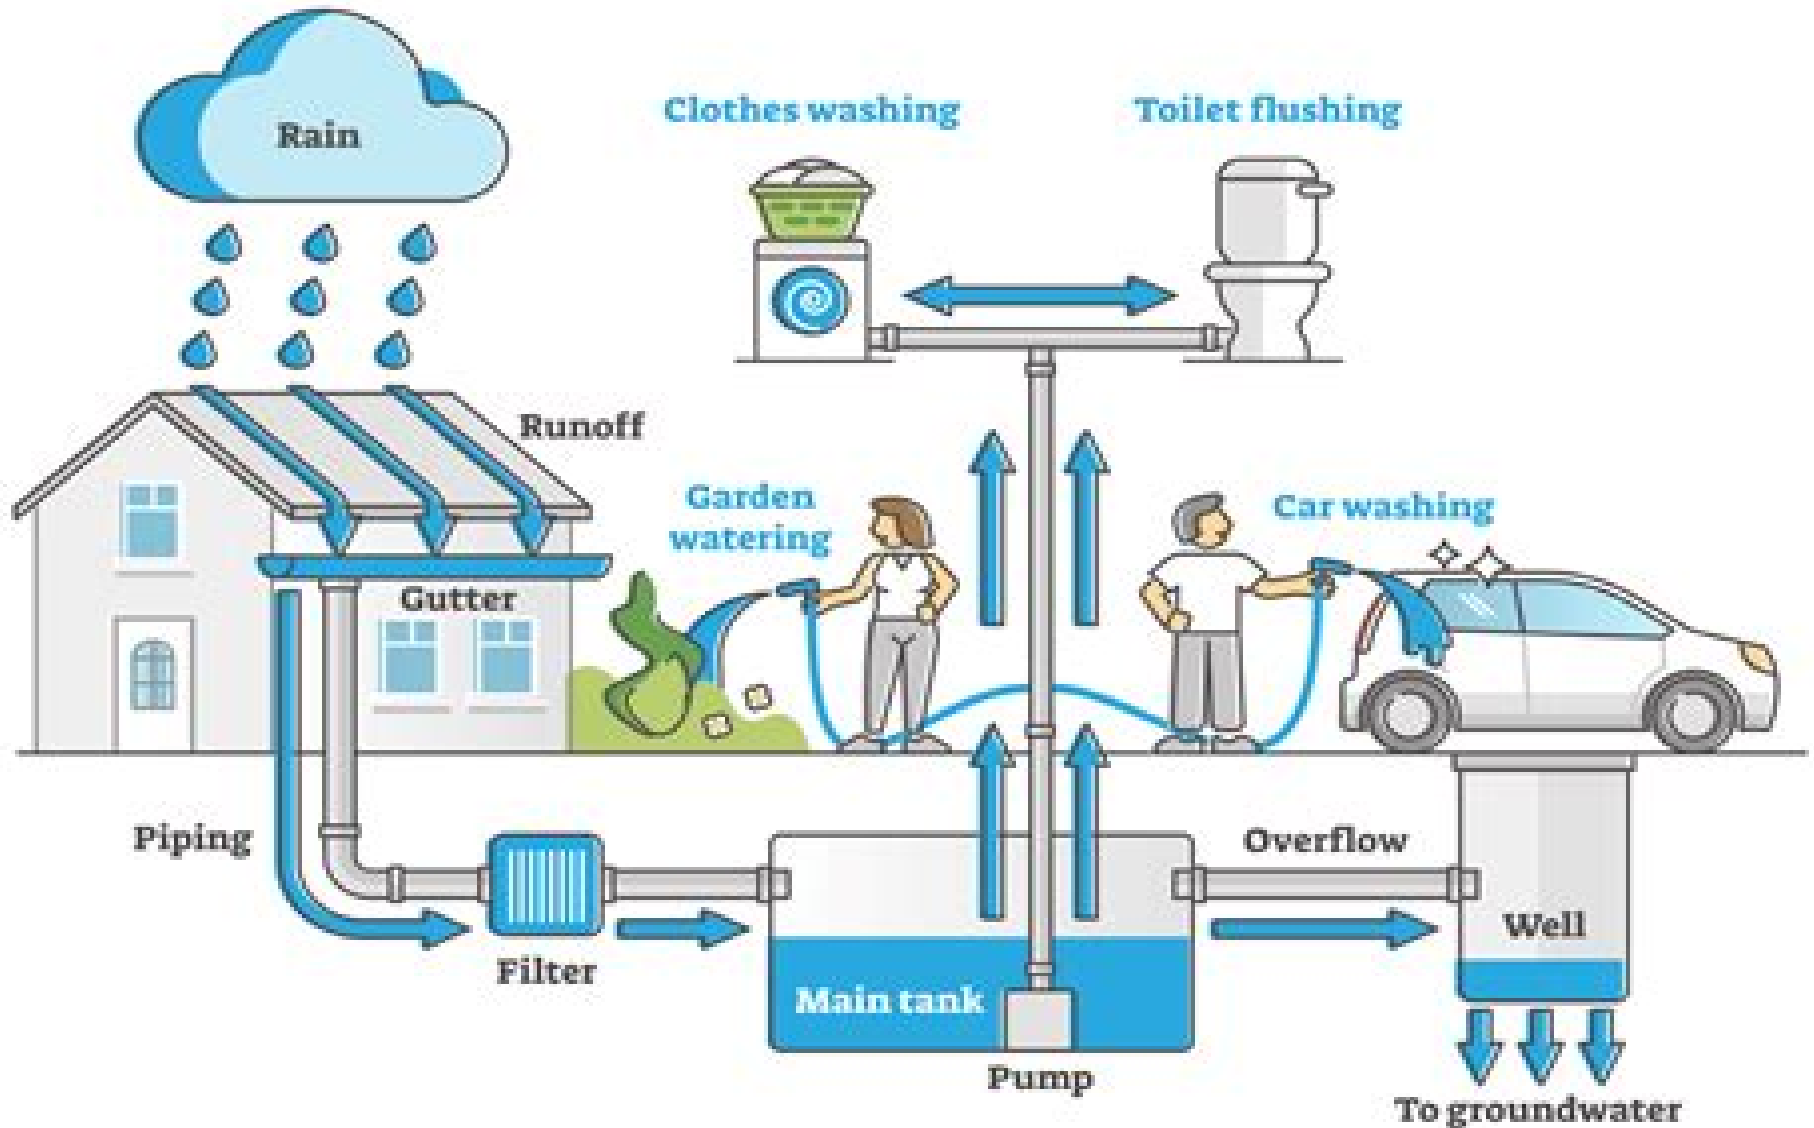 Rain
Clothes washing
Toilet flushing
Runoff
Garden
watering
Car washing
Gutter
Piping
Filter
Main tank
Pump
Overflow
Well
To groundwater